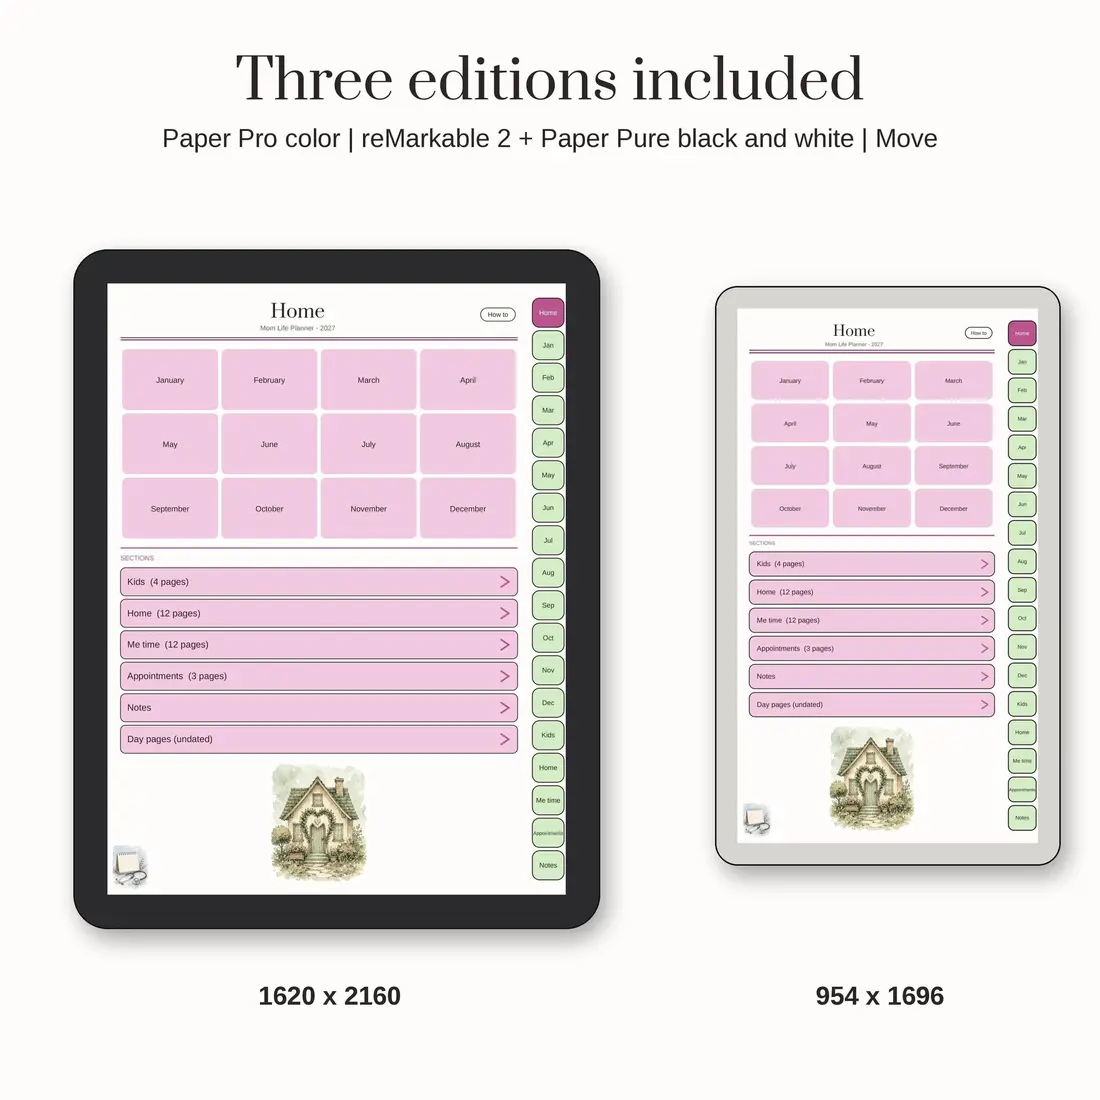 Three editions included
Paper Pro color | reMarkable 2 + Paper Pure black and white | Move
Home
How to
Mom Life Planner - 2027
January February March April
May June July August
September October November December
SECTIONS
Kids (4 pages)
Home (12 pages)
Me time (12 pages)
Appointments (3 pages)
Notes
Day pages (undated)
Home
Jan
Feb
Mar
Apr
May
Jun
Jul
Aug
Sep
Oct
Nov
Dec
Kids
Home
Me time
Appointments
Notes
1620 x 2160
Home
How to
Mom Life Planner - 2027
January February March
April May June
July August September
October November December
SECTIONS
Kids (4 pages)
Home (12 pages)
Me time (12 pages)
Appointments (3 pages)
Notes
Day pages (undated)
Home
Jan
Feb
Mar
Apr
May
Jun
Jul
Aug
Sep
Oct
Nov
Dec
Kids
Home
Me time
Appointments
Notes
954 x 1696